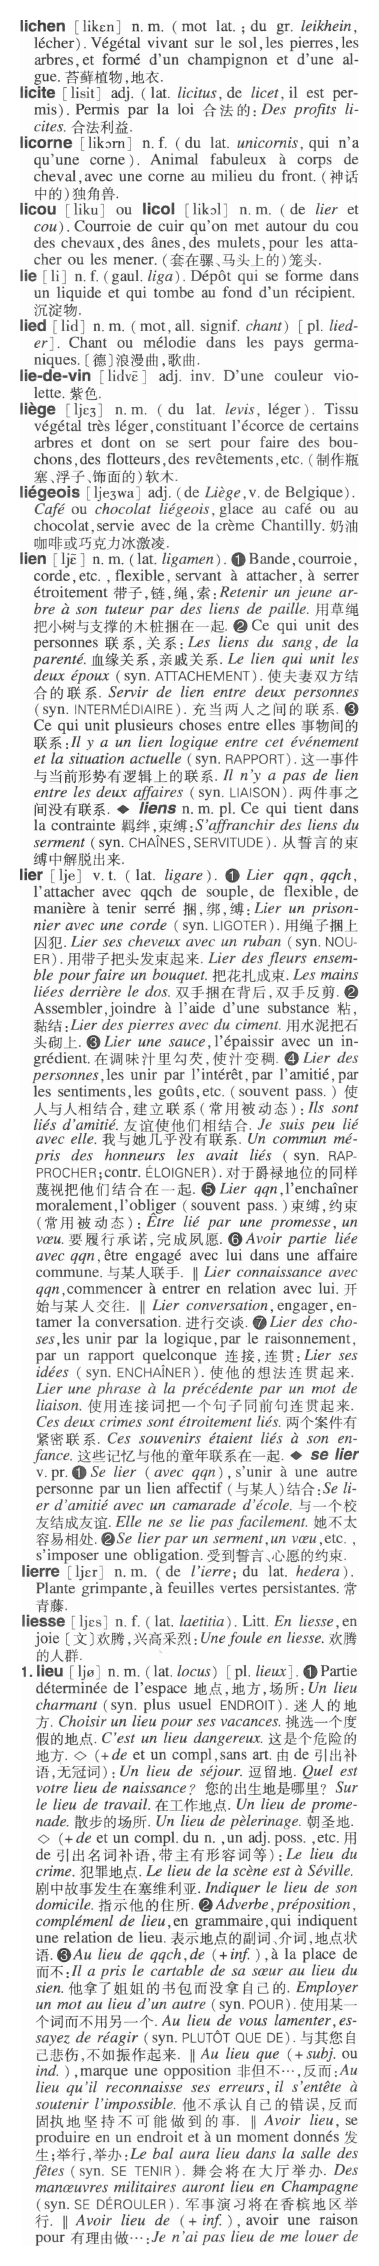 lichen [likɛn] n. m. (mot lat. ; du gr. leikhein,
lécher). Végétal vivant sur le sol, les pierres, les
arbres, et formé d'un champignon et d'une al-
gue. 苔藓植物,地衣.
licite [lisit] adj. (lat. licitus, de licet, il est per-
mis). Permis par la loi 合法的: Des profits li-
cites. 合法利益.
licorne [likɔrn] n. f. (du lat. unicornis, qui n'a
qu'une corne). Animal fabuleux à corps de
cheval, avec une corne au milieu du front. (神话
中的)独角兽.
licou [liku] ou licol [likɔl] n. m. (de lier et
cou). Courroie de cuir qu'on met autour du cou
des chevaux, des ânes, des mulets, pour les atta-
cher ou les mener. (套在骡、马头上的)笼头.
lie [li] n. f. (gaul. liga). Dépôt qui se forme dans
un liquide et qui tombe au fond d'un récipient.
沉淀物.
lied [lid] n. m. (mot, all. signif. chant) [pl. lied-
er]. Chant ou mélodie dans les pays germa-
niques. [德]浪漫曲,歌曲.
lie-de-vin [lidvɛ̃] adj. inv. D'une couleur vio-
lette. 紫色.
liège [ljɛʒ] n. m. (du lat. levis, léger). Tissu
végétal très léger, constituant l'écorce de certains
arbres et dont on se sert pour faire des bou-
chons, des flotteurs, des revêtements, etc. (制作瓶
塞、浮子、饰面的)软木.
liégeois [ljeʒwa] adj. (de Liège, v. de Belgique).
Café ou chocolat liégeois, glace au café ou au
chocolat, servie avec de la crème Chantilly. 奶油
咖啡或巧克力冰激凌.
lien [ljɛ̃] n. m. (lat. ligamen). ❶ Bande, courroie,
corde, etc., flexible, servant à attacher, à serrer
étroitement 带子,链,绳,索: Retenir un jeune ar-
bre à son tuteur par des liens de paille. 用草绳
把小树与支撑的木桩捆在一起. ❷ Ce qui unit des
personnes 联系,关系: Les liens du sang, de la
parenté. 血缘关系,亲戚关系. Le lien qui unit les
deux époux (syn. ATTACHEMENT). 使夫妻双方结
合的联系. Servir de lien entre deux personnes
(syn. INTERMÉDIAIRE). 充当两人之间的联系. ❸
Ce qui unit plusieurs choses entre elles 事物间的
联系: Il y a un lien logique entre cet événement
et la situation actuelle (syn. RAPPORT). 这一事件
与当前形势有逻辑上的联系. Il n'y a pas de lien
entre les deux affaires (syn. LIAISON). 两件事之
间没有联系. ◆ liens n. m. pl. Ce qui tient dans
la contrainte 羁绊,束缚: S'affranchir des liens du
serment (syn. CHAÎNES, SERVITUDE). 从誓言的束
缚中解脱出来.
lier [lje] v. t. (lat. ligare). ❶ Lier qqn, qqch,
l'attacher avec qqch de souple, de flexible, de
manière à tenir serré 捆,绑,缚: Lier un prison-
nier avec une corde (syn. LIGOTER). 用绳子捆上
囚犯. Lier ses cheveux avec un ruban (syn. NOU-
ER). 用带子把头发束起来. Lier des fleurs ensem-
ble pour faire un bouquet. 把花扎成束. Les mains
liées derrière le dos. 双手捆在背后,双手反剪. ❷
Assembler, joindre à l'aide d'une substance 粘,
黏结: Lier des pierres avec du ciment. 用水泥把石
头砌上. ❸ Lier une sauce, l'épaissir avec un in-
grédient. 在调味汁里勾芡,使汁变稠. ❹ Lier des
personnes, les unir par l'intérêt, par l'amitié, par
les sentiments, les goûts, etc. (souvent pass.) 使
人与人相结合,建立联系(常用被动态): Ils sont
liés d'amitié. 友谊使他们相结合. Je suis peu lié
avec elle. 我与她几乎没有联系. Un commun mé-
pris des honneurs les avait liés (syn. RAP-
PROCHER; contr. ÉLOIGNER). 对于爵禄地位的同样
蔑视把他们结合在一起. ❺ Lier qqn, l'enchaîner
moralement, l'obliger (souvent pass.) 束缚,约束
(常用被动态): Être lié par une promesse, un
vœu. 要履行承诺,完成夙愿. ❻ Avoir partie liée
avec qqn, être engagé avec lui dans une affaire
commune. 与某人联手. ‖ Lier connaissance avec
qqn, commencer à entrer en relation avec lui. 开
始与某人交往. ‖ Lier conversation, engager, en-
tamer la conversation. 进行交谈. ❼ Lier des cho-
ses, les unir par la logique, par le raisonnement,
par un rapport quelconque 连接,连贯: Lier ses
idées (syn. ENCHAÎNER). 使他的想法连贯起来.
Lier une phrase à la précédente par un mot de
liaison. 使用连接词把一个句子同前句连贯起来.
Ces deux crimes sont étroitement liés. 两个案件有
紧密联系. Ces souvenirs étaient liés à son en-
fance. 这些记忆与他的童年联系在一起. ◆ se lier
v. pr. ❶ Se lier (avec qqn), s'unir à une autre
personne par un lien affectif (与某人)结合: Se li-
er d'amitié avec un camarade d'école. 与一个校
友结成友谊. Elle ne se lie pas facilement. 她不太
容易相处. ❷ Se lier par un serment, un vœu, etc.,
s'imposer une obligation. 受到誓言、心愿的约束.
lierre [ljɛr] n. m. (de l'ierre; du lat. hedera).
Plante grimpante, à feuilles vertes persistantes. 常
青藤.
liesse [ljɛs] n. f. (lat. laetitia). Litt. En liesse, en
joie [文]欢腾,兴高采烈: Une foule en liesse. 欢腾
的人群.
1. lieu [ljø] n. m. (lat. locus) [pl. lieux]. ❶ Partie
déterminée de l'espace 地点,地方,场所: Un lieu
charmant (syn. plus usuel ENDROIT). 迷人的地
方. Choisir un lieu pour ses vacances. 挑选一个度
假的地点. C'est un lieu dangereux. 这是个危险的
地方. ◇ (+ de et un compl, sans art. 由 de 引出补
语,无冠词): Un lieu de séjour. 逗留地. Quel est
votre lieu de naissance? 您的出生地是哪里? Sur
le lieu de travail. 在工作地点. Un lieu de prome-
nade. 散步的场所. Un lieu de pèlerinage. 朝圣地.
◇ (+ de et un compl. du n., un adj. poss., etc. 用
de 引出名词补语,带主有形容词等): Le lieu du
crime. 犯罪地点. Le lieu de la scène est à Séville.
剧中故事发生在塞维利亚. Indiquer le lieu de son
domicile. 指示他的住所. ❷ Adverbe, préposition,
complément de lieu, en grammaire, qui indiquent
une relation de lieu. 表示地点的副词、介词,地点状
语. ❸ Au lieu de qqch, de (+ inf.), à la place de
而不: Il a pris le cartable de sa sœur au lieu du
sien. 他拿了姐姐的书包而没拿自己的. Employer
un mot au lieu d'un autre (syn. POUR). 使用某一
个词而不用另一个. Au lieu de vous lamenter, es-
sayez de réagir (syn. PLUTÔT QUE DE). 与其您自
己悲伤,不如振作起来. ‖ Au lieu que (+ subj. ou
ind.), marque une opposition 非但不…,反而: Au
lieu qu'il reconnaisse ses erreurs, il s'entête à
soutenir l'impossible. 他不承认自己的错误,反而
固执地坚持不可能做到的事. ‖ Avoir lieu, se
produire en un endroit et à un moment donnés 发
生;举行,举办: Le bal aura lieu dans la salle des
fêtes (syn. SE TENIR). 舞会将在大厅举办. Des
manœuvres militaires auront lieu en Champagne
(syn. SE DÉROULER). 军事演习将在香槟地区举
行. ‖ Avoir lieu de (+ inf.), avoir une raison
pour 有理由做…: Je n'ai pas lieu de me louer de